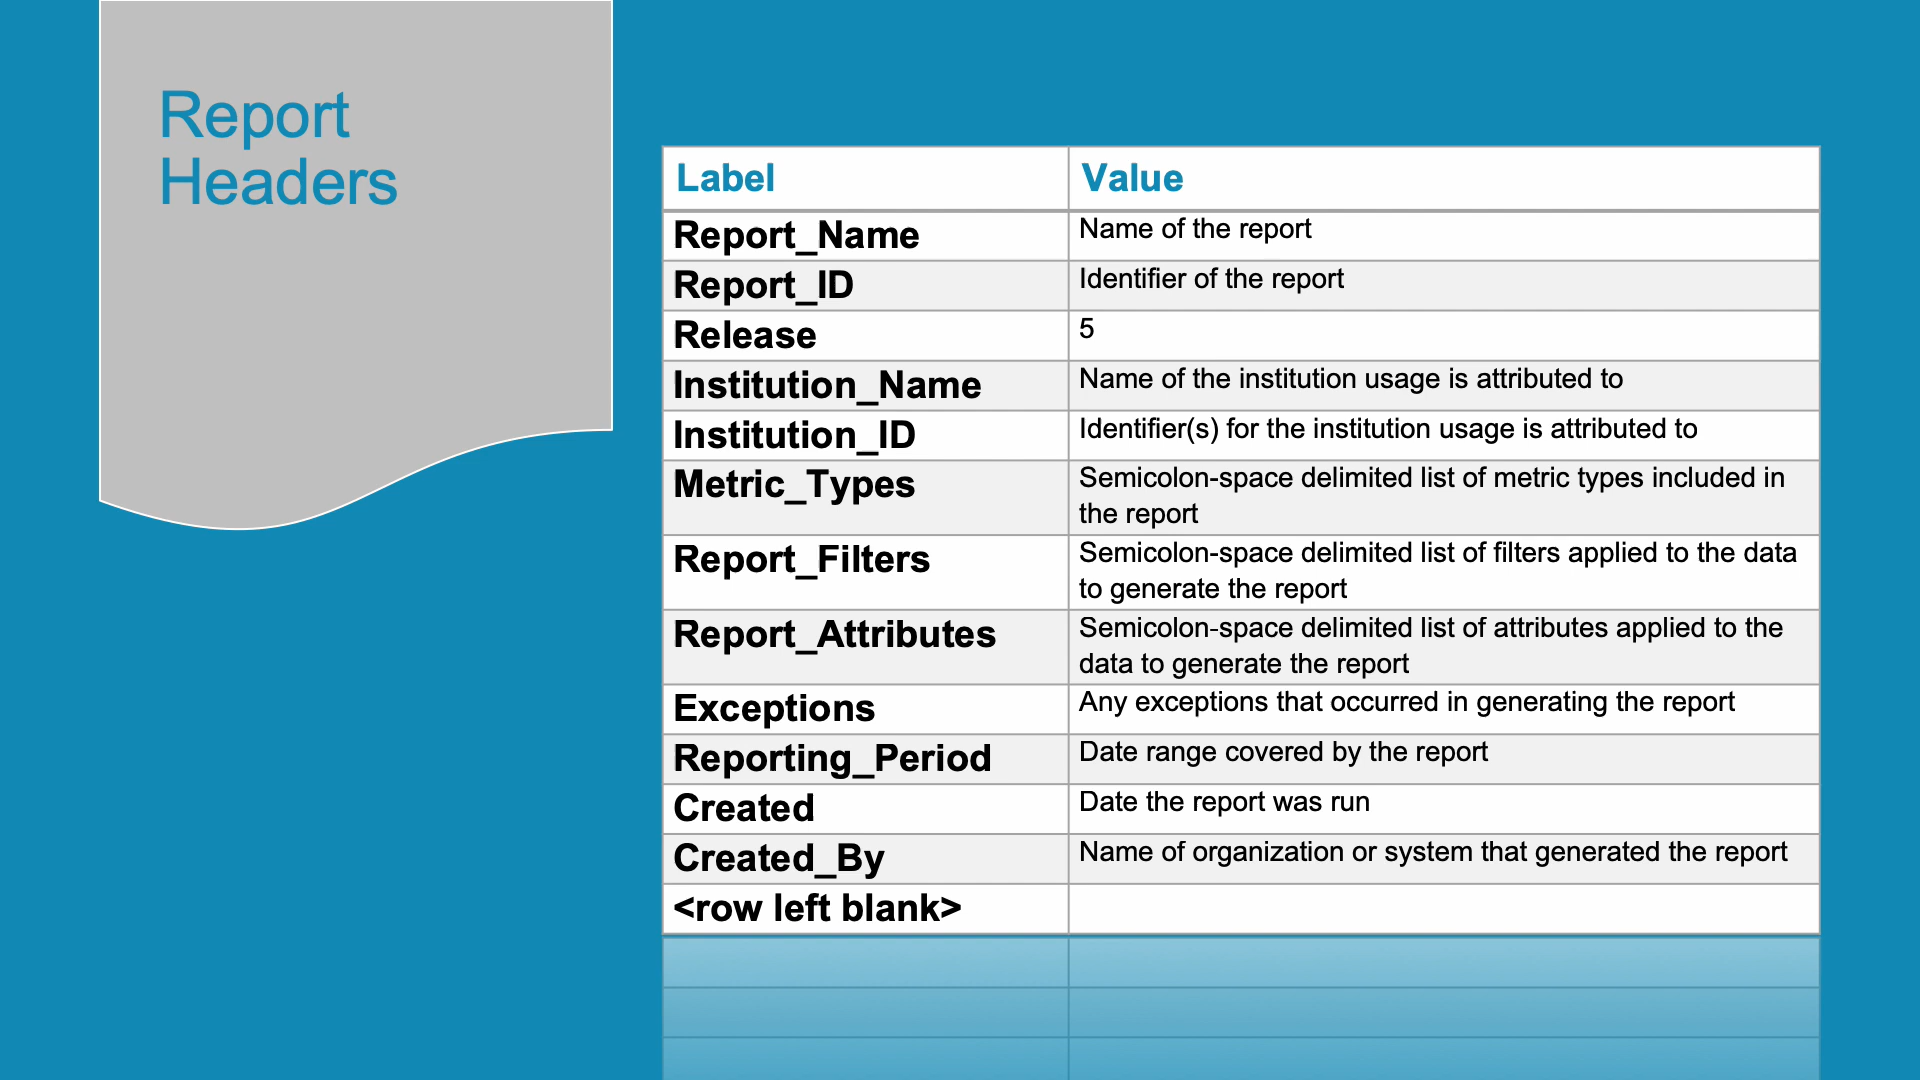 Report
Headers
Label Value
Report_Name Name of the report
Report_ID Identifier of the report
Release 5
Institution_Name Name of the institution usage is attributed to
Institution_ID Identifier(s) for the institution usage is attributed to
Metric_Types Semicolon-space delimited list of metric types included in
the report
Report_Filters Semicolon-space delimited list of filters applied to the data
to generate the report
Report_Attributes Semicolon-space delimited list of attributes applied to the
data to generate the report
Exceptions Any exceptions that occurred in generating the report
Reporting_Period Date range covered by the report
Created Date the report was run
Created_By Name of organization or system that generated the report
<row left blank>